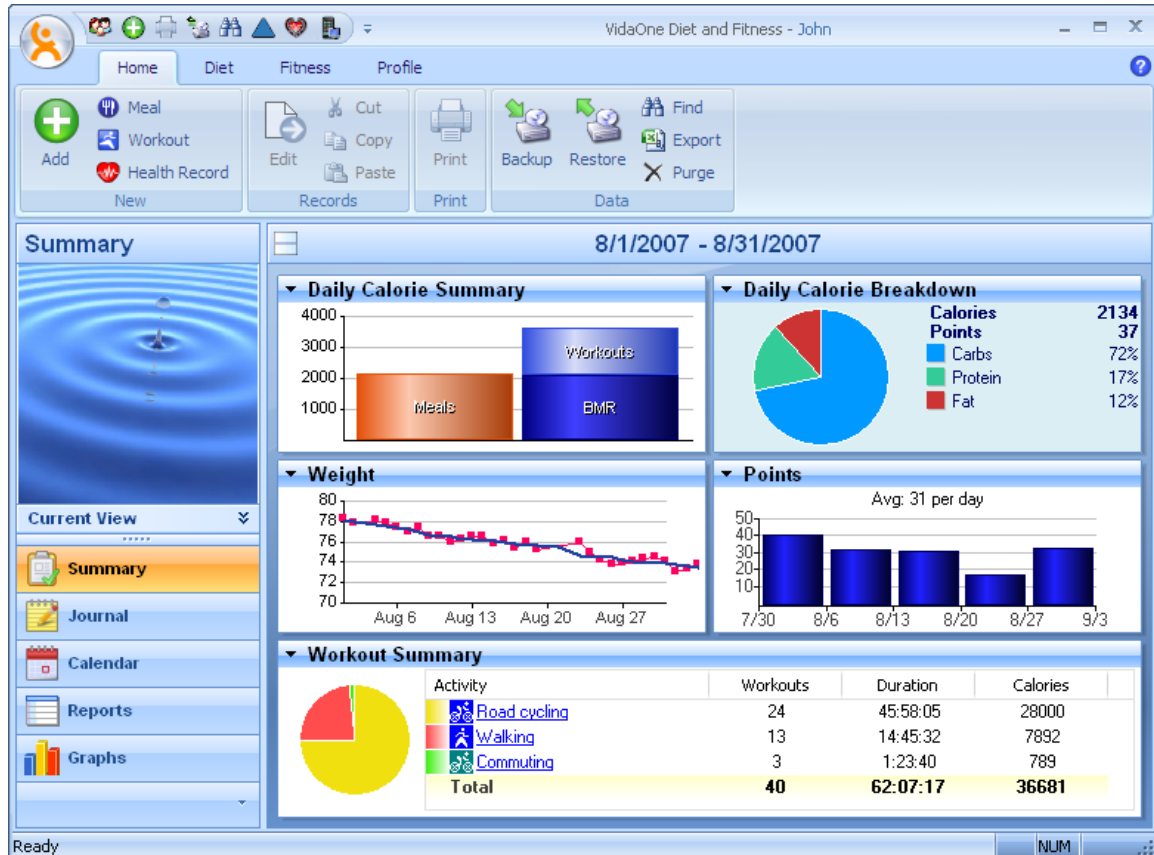 VidaOne Diet and Fitness - John
Home Diet Fitness Profile
Add
Meal
Workout
Health Record
New
Edit
Cut
Copy
Paste
Records
Print
Print
Backup
Restore
Find
Export
Purge
Data
Summary
8/1/2007 - 8/31/2007
Current View
Summary
Journal
Calendar
Reports
Graphs
Daily Calorie Summary
4000
3000
2000
1000
Meals
Workouts
BMR
Daily Calorie Breakdown
Calories 2134
Points 37
Carbs 72%
Protein 17%
Fat 12%
Weight
80
78
76
74
72
70
Aug 6 Aug 13 Aug 20 Aug 27
Points
Avg: 31 per day
50
40
30
20
10
7/30 8/6 8/13 8/20 8/27 9/3
Workout Summary
Activity Workouts Duration Calories
Road cycling 24 45:58:05 28000
Walking 13 14:45:32 7892
Commuting 3 1:23:40 789
Total 40 62:07:17 36681
Ready NUM